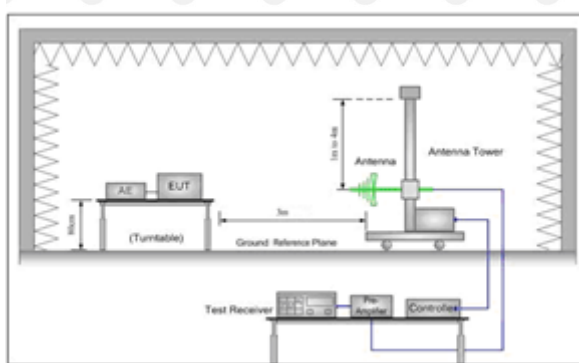 1m to 4m
Antenna
Antenna Tower
AE
EUT
80cm
3m
(Turntable)
Ground Reference Plane
Test Receiver
Pre-
Amplifier
Controller